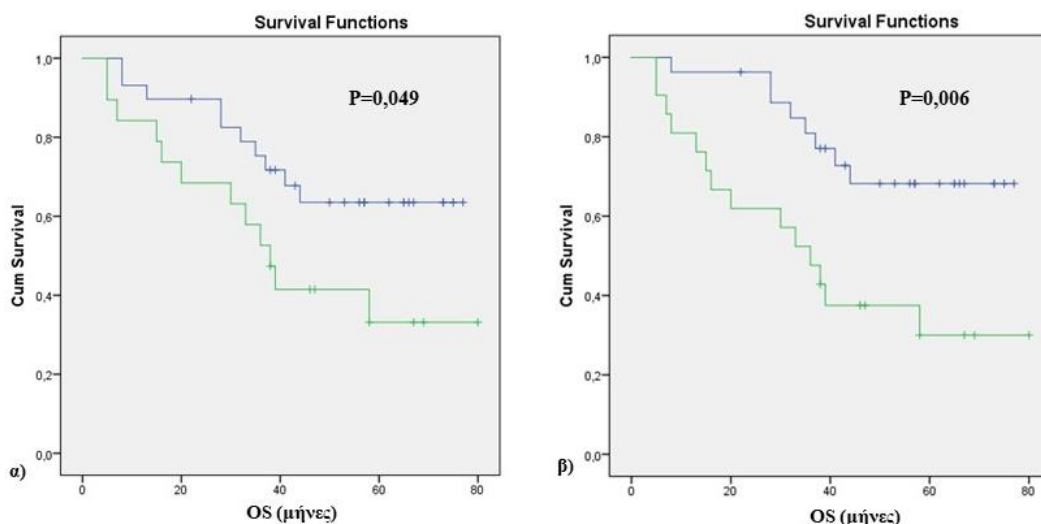 Survival Functions
1,0
0,8
0,6
0,4
0,2
0,0
Cum Survival
P=0,049
0
20
40
60
80
OS (μήνες)
α)
Survival Functions
1,0
0,8
0,6
0,4
0,2
0,0
Cum Survival
P=0,006
0
20
40
60
80
OS (μήνες)
β)